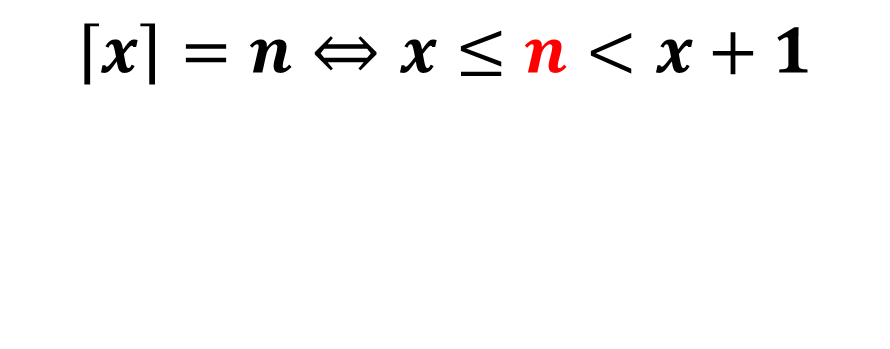 ⌈x⌉ = n ⇔ x ≤ n < x + 1